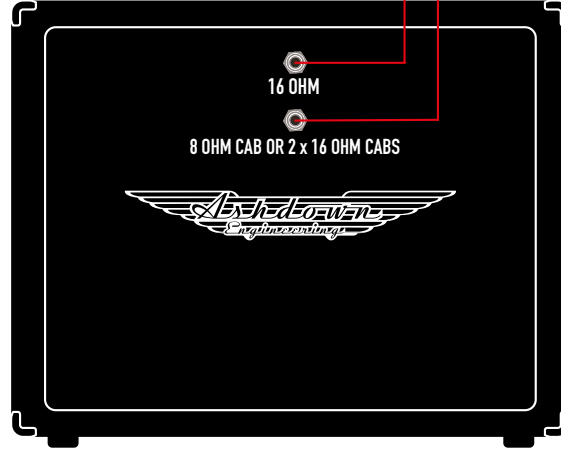 16 OHM
8 OHM CAB OR 2 x 16 OHM CABS
Ashdown
Engineering